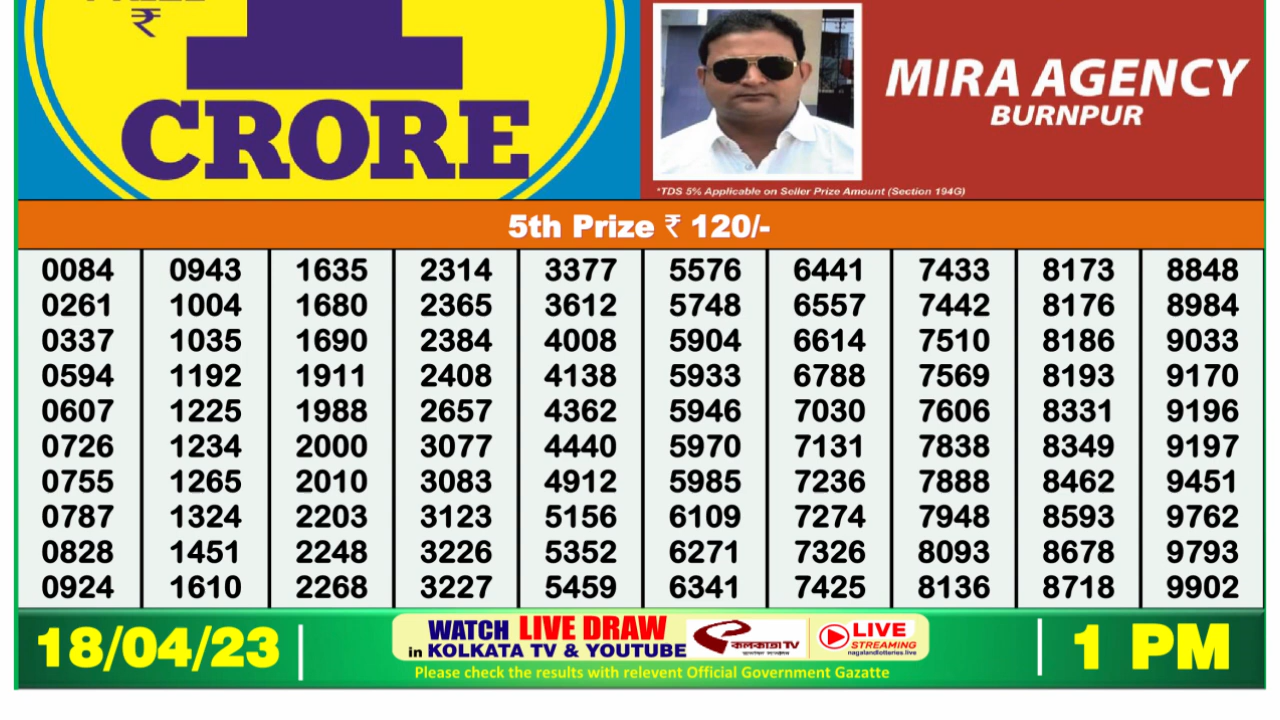 ₹
1
CRORE
MIRA AGENCY
BURNPUR
*TDS 5% Applicable on Seller Prize Amount (Section 194G)
5th Prize ₹ 120/-
0084 0943 1635 2314 3377 5576 6441 7433 8173 8848
0261 1004 1680 2365 3612 5748 6557 7442 8176 8984
0337 1035 1690 2384 4008 5904 6614 7510 8186 9033
0594 1192 1911 2408 4138 5933 6788 7569 8193 9170
0607 1225 1988 2657 4362 5946 7030 7606 8331 9196
0726 1234 2000 3077 4440 5970 7131 7838 8349 9197
0755 1265 2010 3083 4912 5985 7236 7888 8462 9451
0787 1324 2203 3123 5156 6109 7274 7948 8593 9762
0828 1451 2248 3226 5352 6271 7326 8093 8678 9793
0924 1610 2268 3227 5459 6341 7425 8136 8718 9902
18/04/23
WATCH LIVE DRAW
in KOLKATA TV & YOUTUBE
কলকাতা TV
LIVE
STREAMING
nagalandlotteries.live
Please check the results with relevent Official Government Gazatte
1 PM